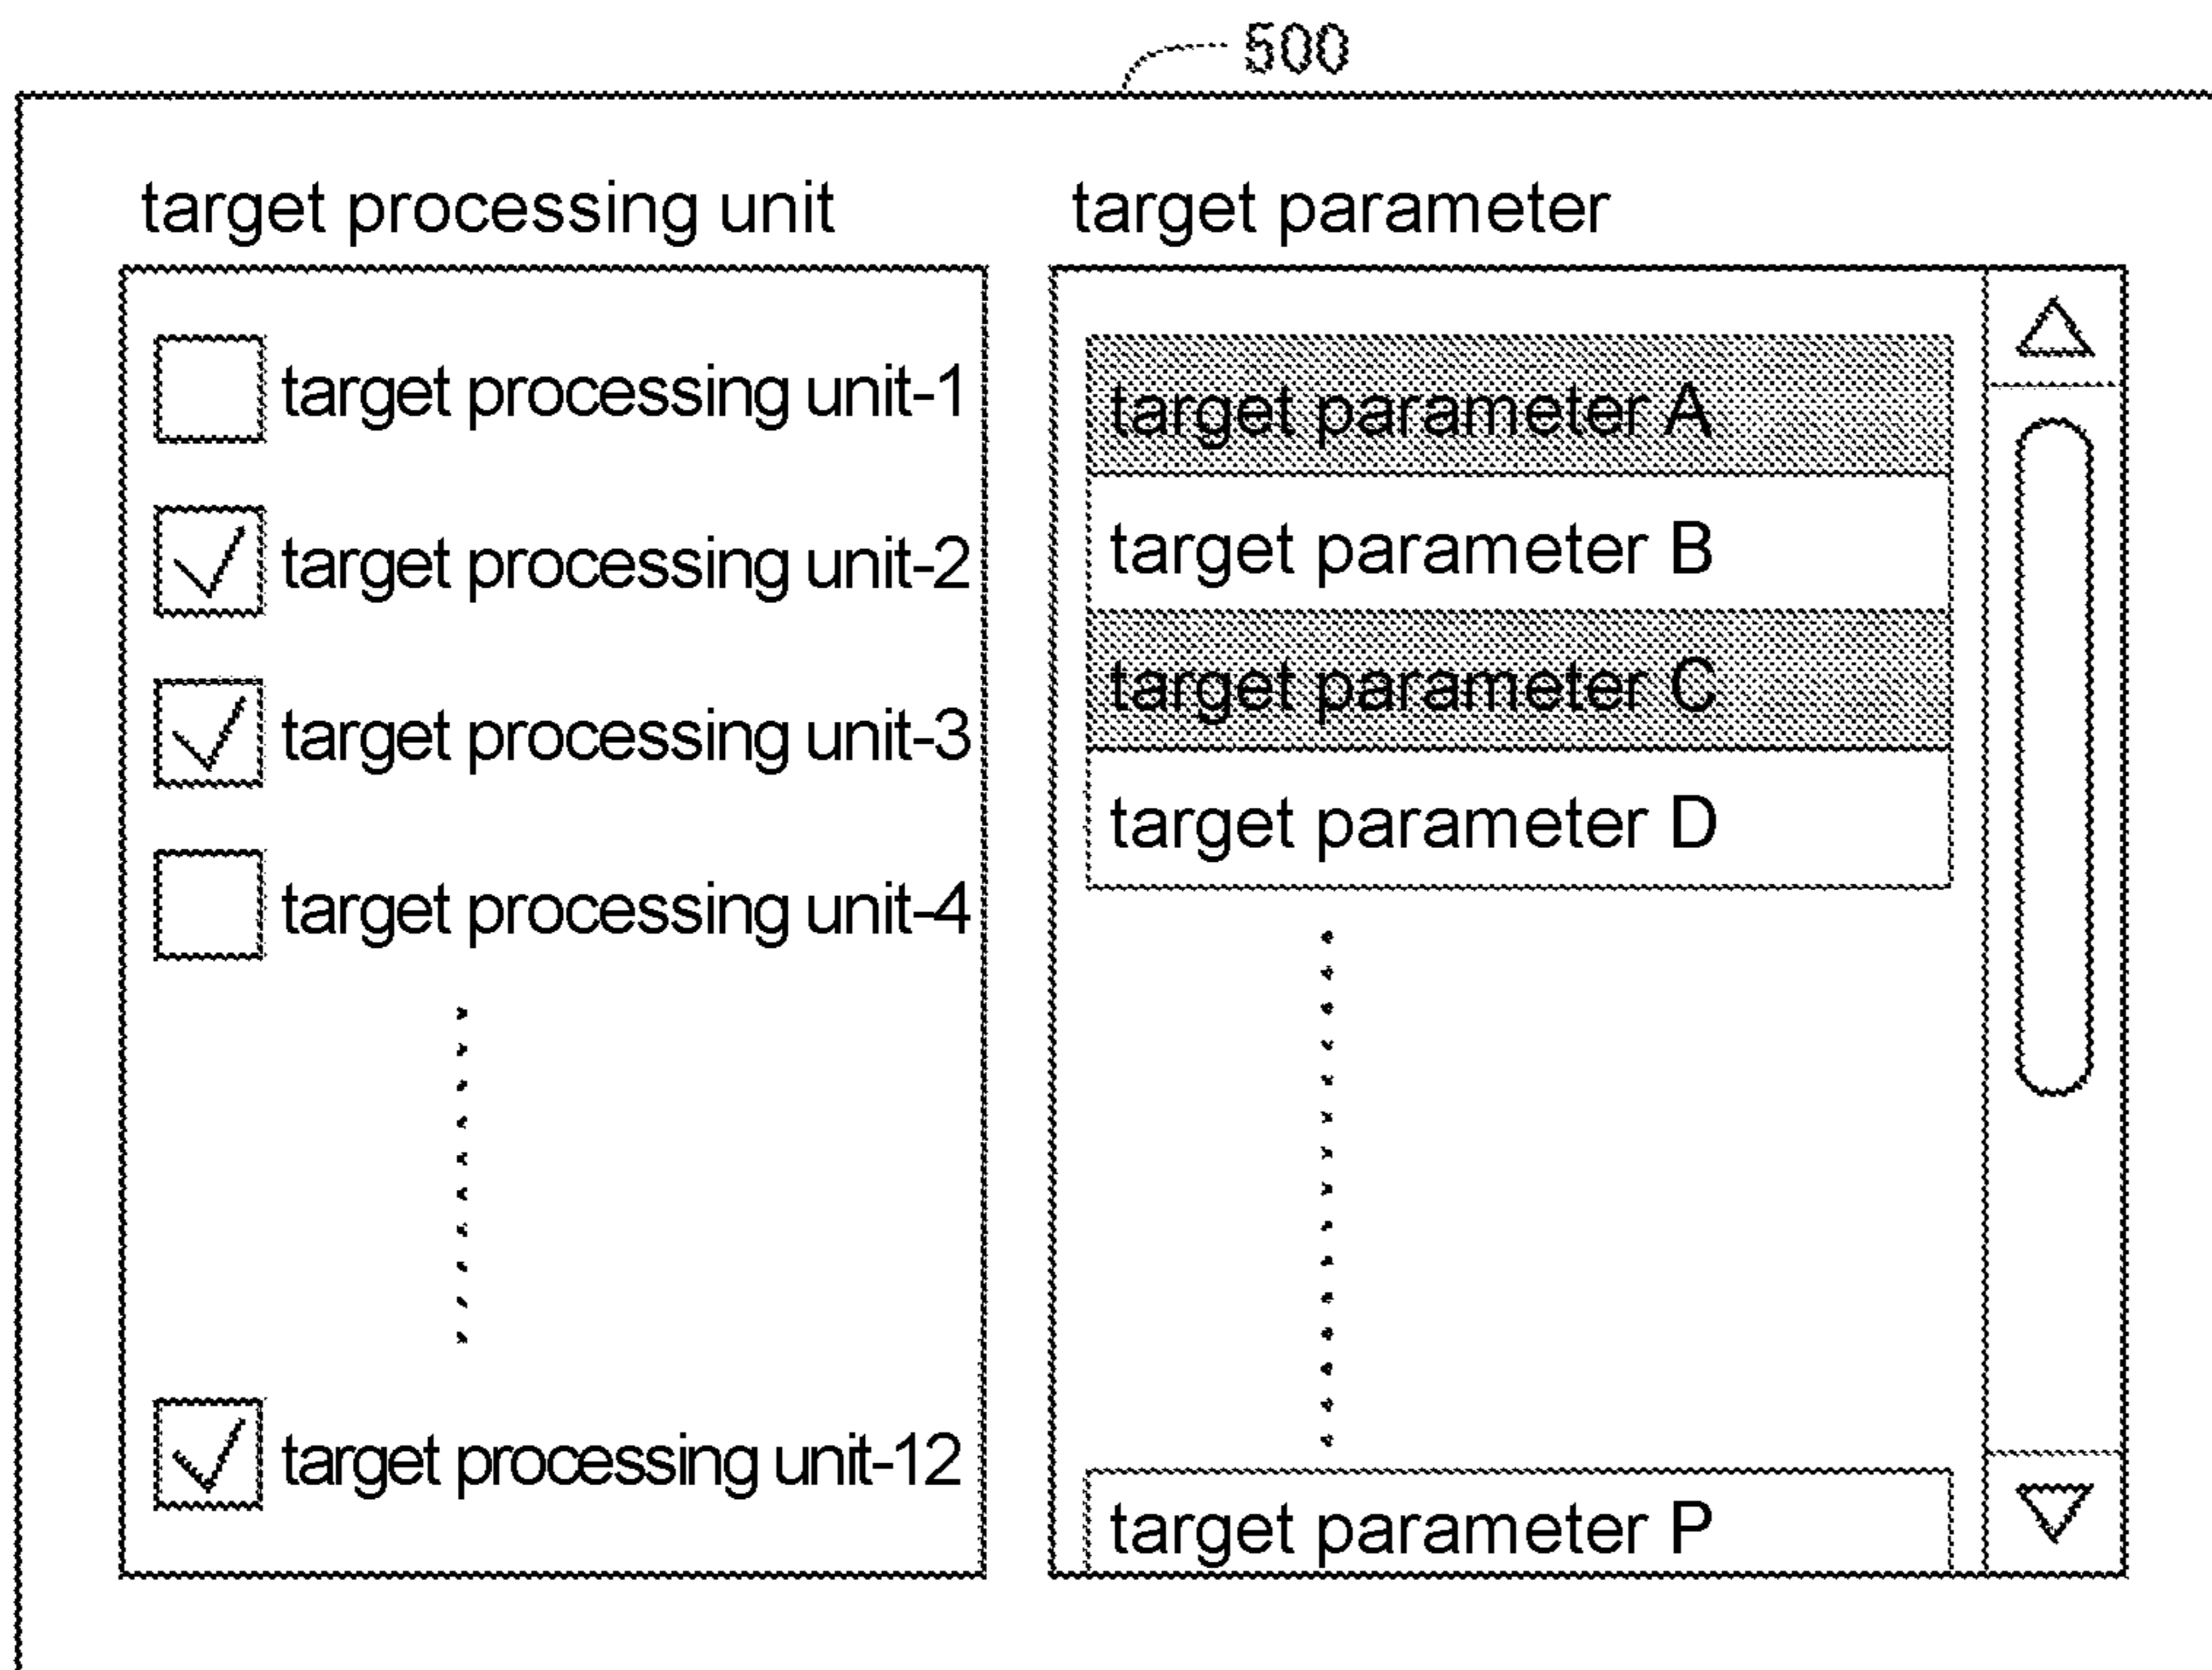 500
target processing unit
target processing unit-1
target processing unit-2
target processing unit-3
target processing unit-4
target processing unit-12
target parameter
target parameter A
target parameter B
target parameter C
target parameter D
target parameter P